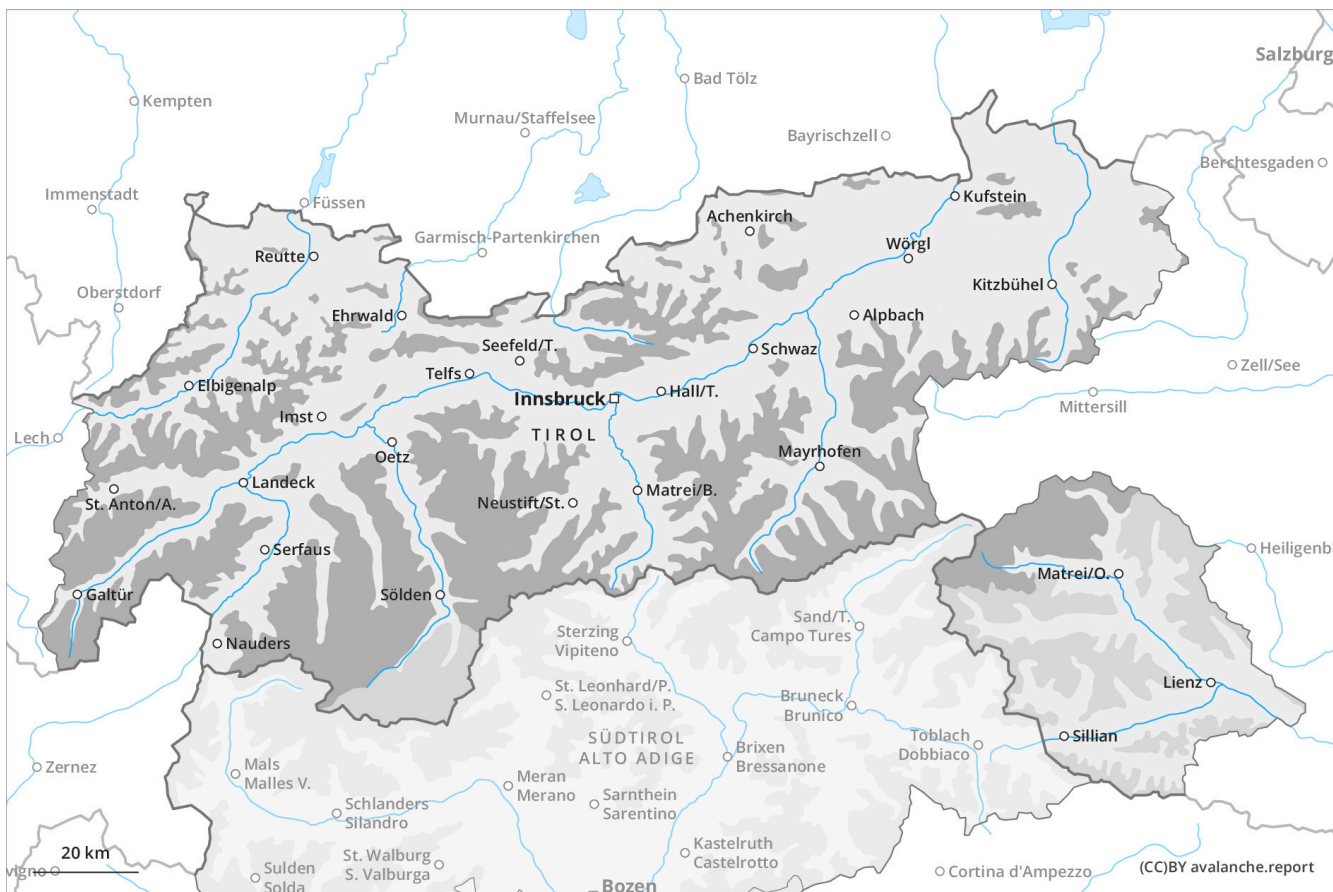 Salzburg
Bad Tölz
Kempten
Murnau/Staffelsee
Bayrischzell
Berchtesgaden
Immenstadt
Füssen
Kufstein
Achenkirch
Garmisch-Partenkirchen
Wörgl
Reutte
Kitzbühel
Oberstdorf
Ehrwald
Alpbach
Seefeld/T.
Schwaz
Telfs
Zell/See
Elbigenalp
Innsbruck
Hall/T.
Mittersill
Imst
Lech
TIROL
Oetz
Mayrhofen
Landeck
Matrei/B.
St. Anton/A.
Neustift/St.
Serfaus
Heiligenb
Matrei/O.
Galtür
Sölden
Sand/T.
Campo Tures
Sterzing
Vipiteno
Nauders
Lienz
St. Leonhard/P.
S. Leonardo i. P.
Bruneck
Brunico
SÜDTIROL
ALTO ADIGE
Toblach
Dobbiaco
Sillian
Brixen
Bressanone
Zernez
Mals
Malles V.
Meran
Merano
Schlanders
Silandro
Sarnthein
Sarentino
20 km
St. Walburg
S. Valburga
Kastelruth
Castelrotto
vigno
Sulden
Solda
Bozen
Cortina d'Ampezzo
(CC)BY avalanche.report